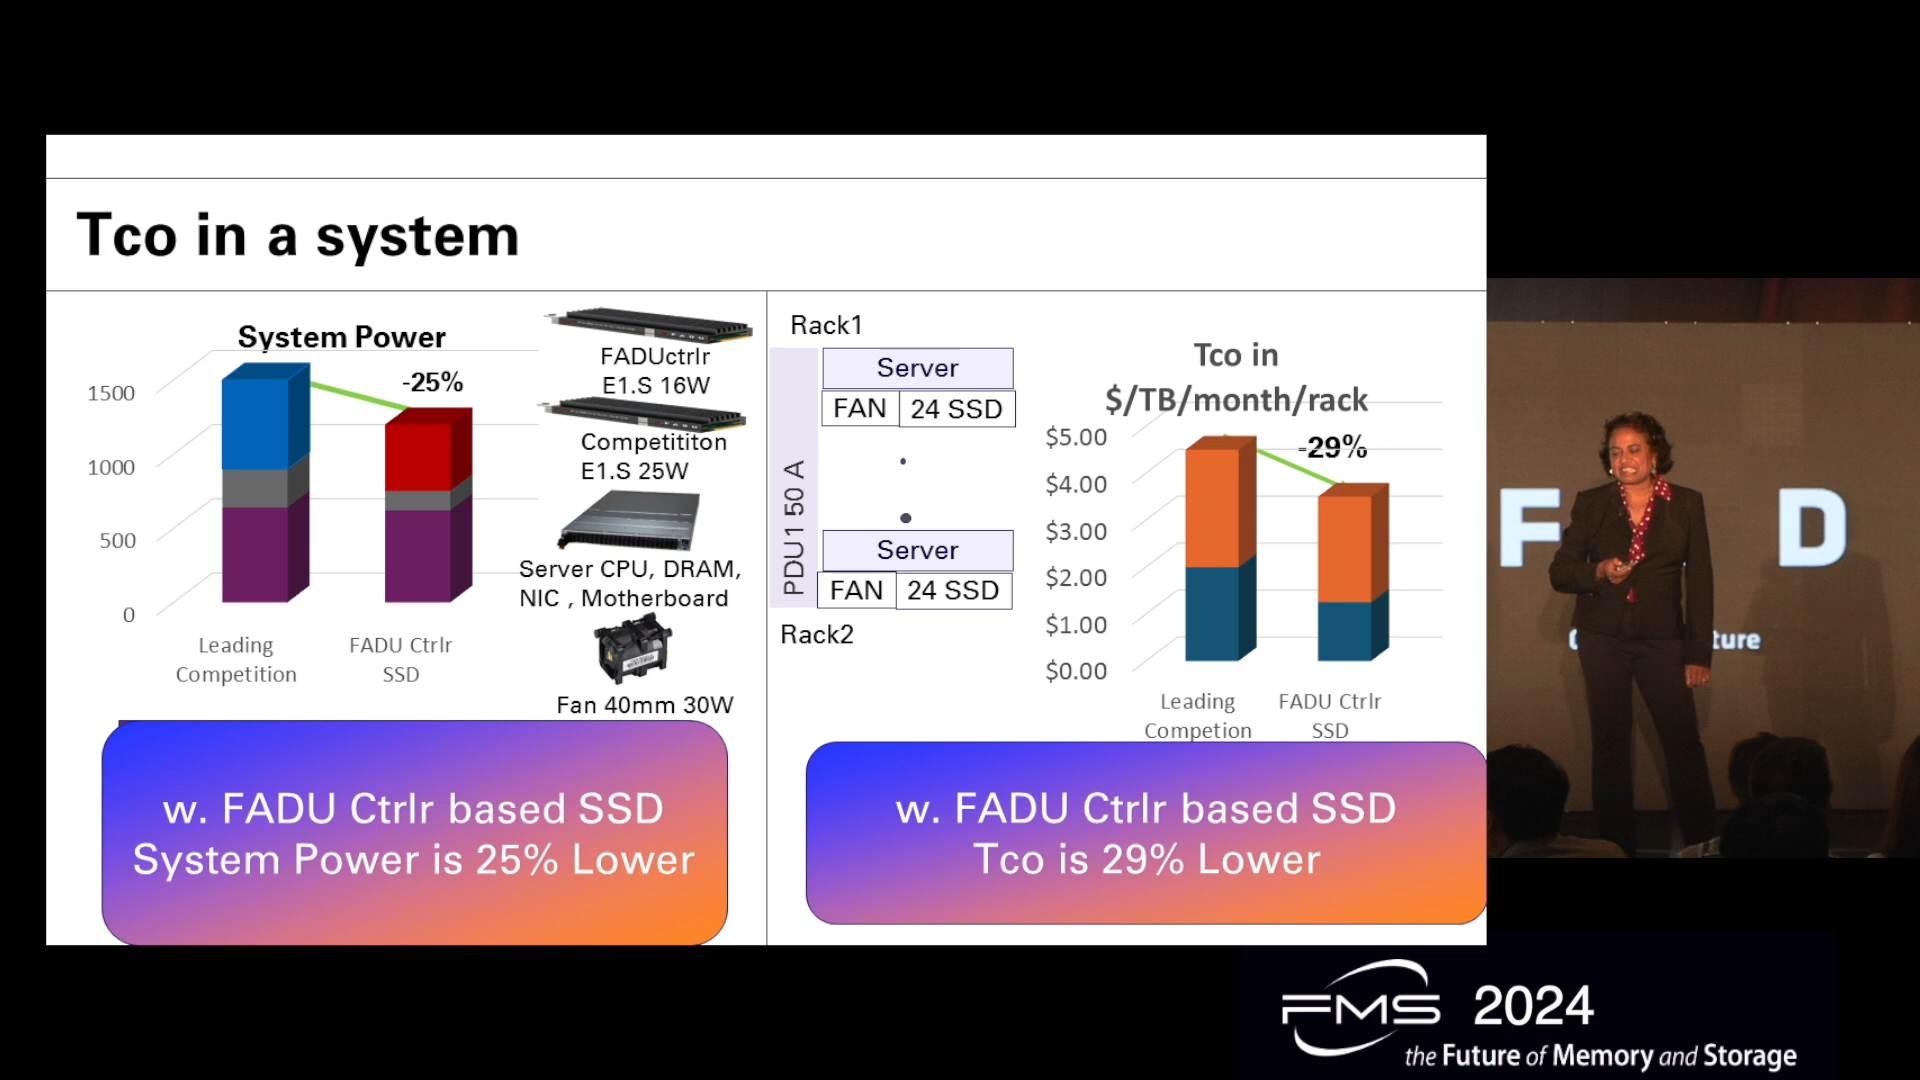 Tco in a system
System Power
-25%
1500
1000
500
0
Leading
Competition
FADU Ctrlr
SSD
FADUctrlr
E1.S 16W
Competititon
E1.S 25W
Server CPU, DRAM,
NIC , Motherboard
Fan 40mm 30W
w. FADU Ctrlr based SSD
System Power is 25% Lower
Rack1
PDU1 50 A
Server
FAN
24 SSD
Server
FAN
24 SSD
Rack2
Tco in
$/TB/month/rack
-29%
$5.00
$4.00
$3.00
$2.00
$1.00
$0.00
Leading
Competion
FADU Ctrlr
SSD
w. FADU Ctrlr based SSD
Tco is 29% Lower
F D
ture
FMS 2024
the Future of Memory and Storage